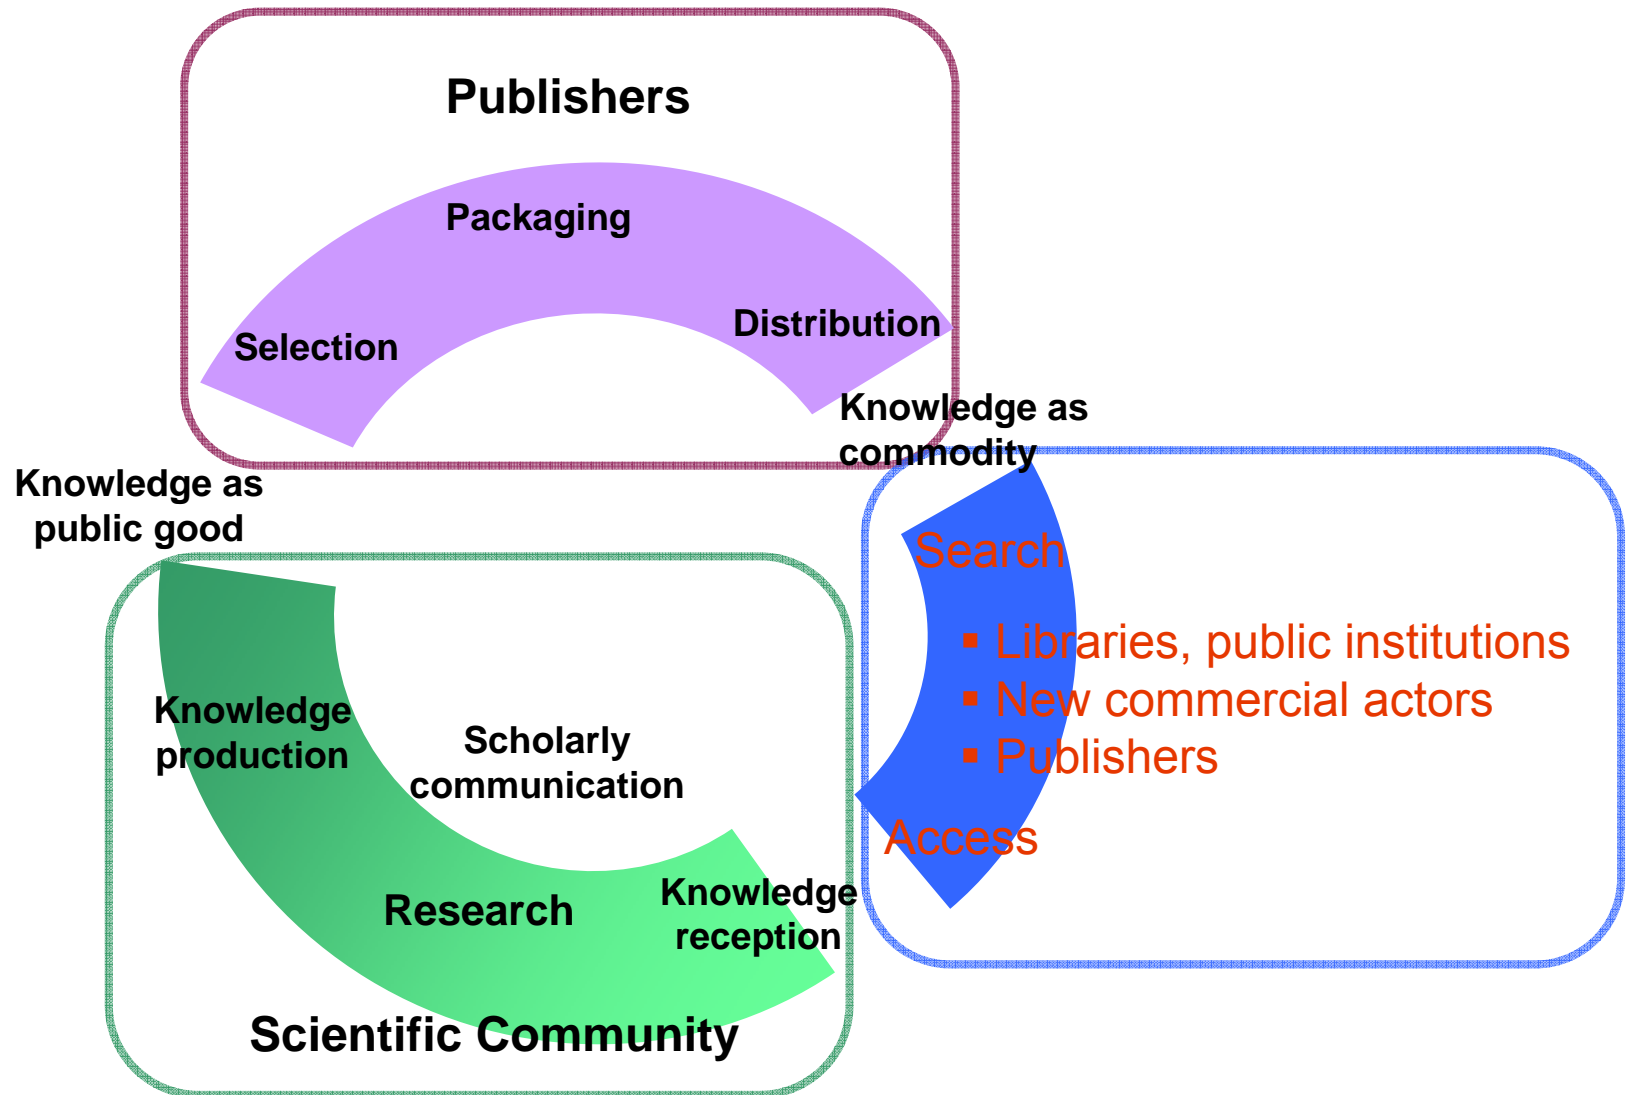 Publishers
Packaging
Selection
Distribution
Knowledge as
commodity
Knowledge as
public good
Search
▪ Libraries, public institutions
▪ New commercial actors
▪ Publishers
Access
Knowledge
production
Scholarly
communication
Research
Knowledge
reception
Scientific Community